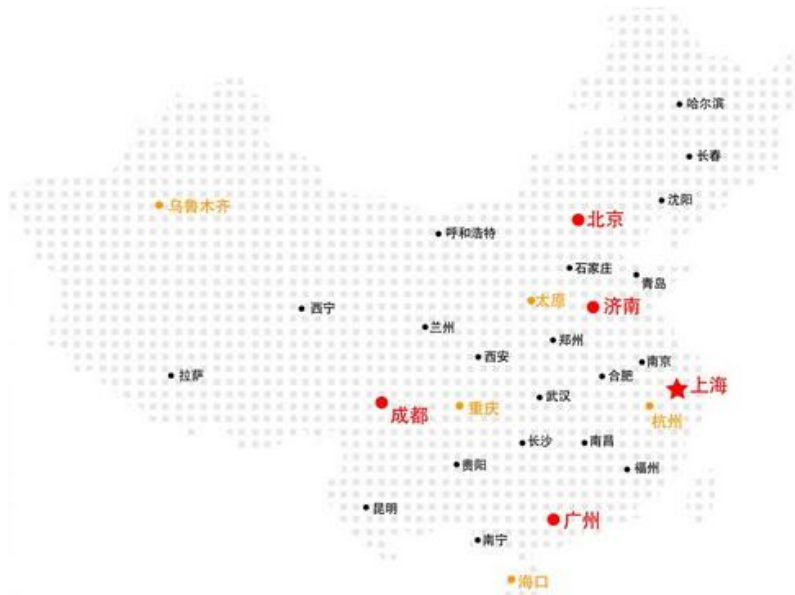 哈尔滨
长春
沈阳
乌鲁木齐
北京
呼和浩特
石家庄
青岛
太原
济南
西宁
兰州
郑州
西安
南京
拉萨
合肥
上海
武汉
重庆
成都
杭州
长沙
南昌
贵阳
福州
昆明
广州
南宁
海口